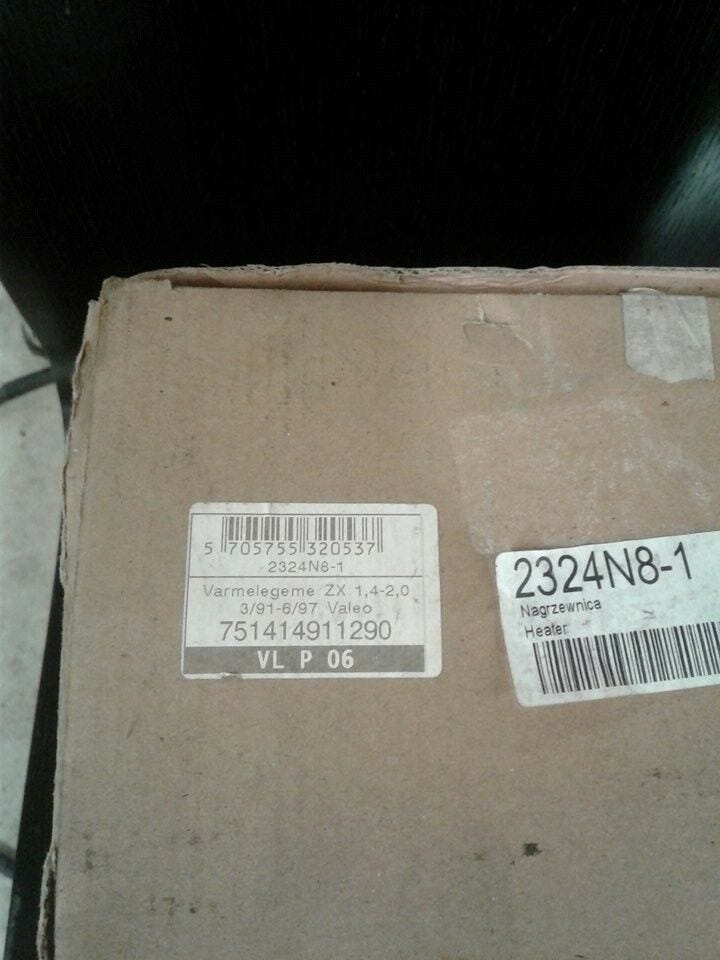 5 705755 320537
2324N8-1
Varmelegeme ZX 1,4-2,0
3/91-6/97 Valeo
751414911290
VL P 06
2324N8-1
Nagrzewnica
Heater